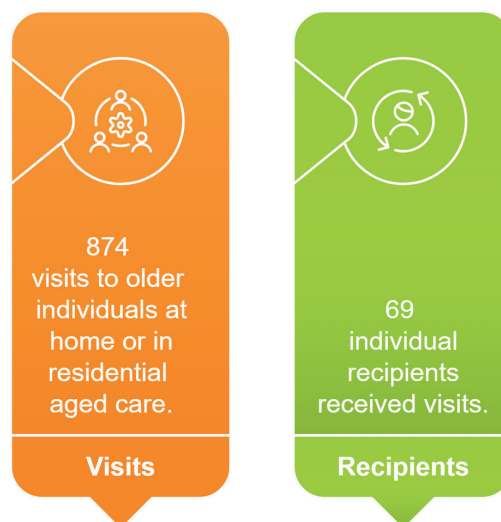 874
visits to older
individuals at
home or in
residential
aged care.
Visits
69
individual
recipients
received visits.
Recipients